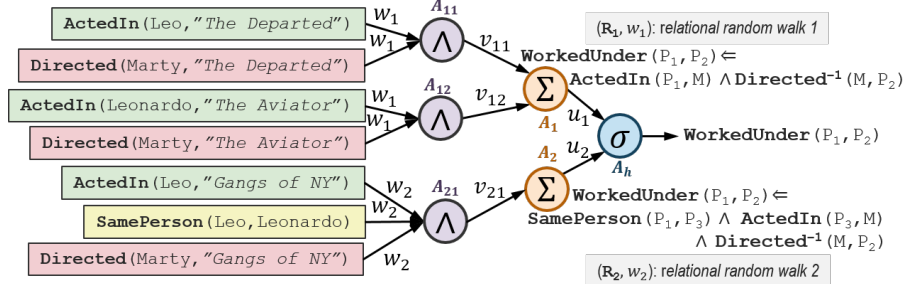 ActedIn(Leo,"The Departed")
Directed(Marty,"The Departed")
ActedIn(Leonardo,"The Aviator")
Directed(Marty,"The Aviator")
ActedIn(Leo,"Gangs of NY")
SamePerson(Leo,Leonardo)
Directed(Marty,"Gangs of NY")
w₁
w₁
w₁
w₁
w₂
w₂
w₂
A₁₁
∧
A₁₂
∧
A₂₁
∧
v₁₁
v₁₂
v₂₁
Σ
A₁
A₂
Σ
u₁
u₂
σ
Aₕ
WorkedUnder(P₁,P₂)
(R₁, w₁): relational random walk 1
WorkedUnder(P₁,P₂) ⇐
ActedIn(P₁,M) ∧ Directed⁻¹(M,P₂)
WorkedUnder(P₁,P₂) ⇐
SamePerson(P₁,P₃) ∧ ActedIn(P₃,M)
∧ Directed⁻¹(M,P₂)
(R₂, w₂): relational random walk 2